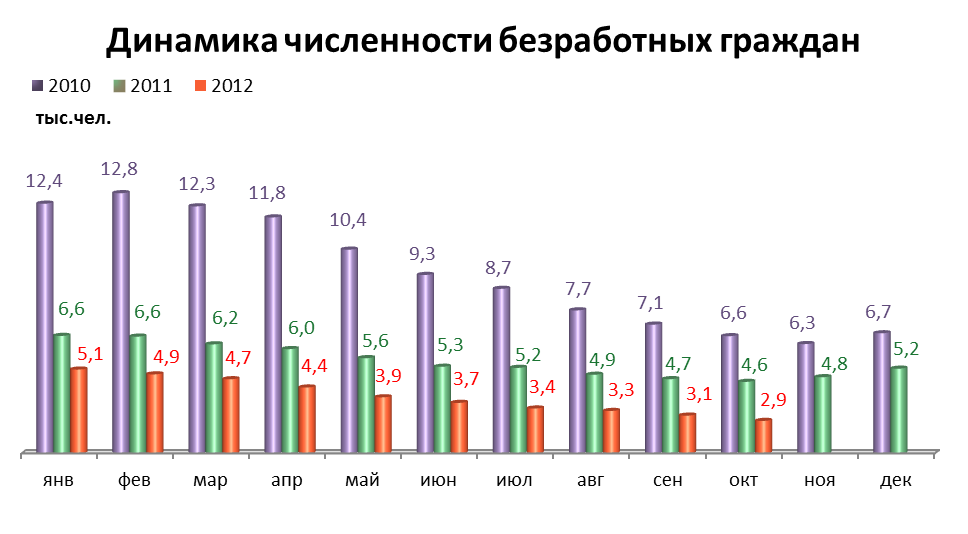 Динамика численности безработных граждан
2010 2011 2012
тыс.чел.
12,4 12,8 12,3 11,8 10,4 9,3 8,7 7,7 7,1 6,6 6,3 6,7
6,6 6,6 6,2 6,0 5,6 5,3 5,2 4,9 4,7 4,6 4,8 5,2
5,1 4,9 4,7 4,4 3,9 3,7 3,4 3,3 3,1 2,9
янв фев мар апр май июн июл авг сен окт ноя дек